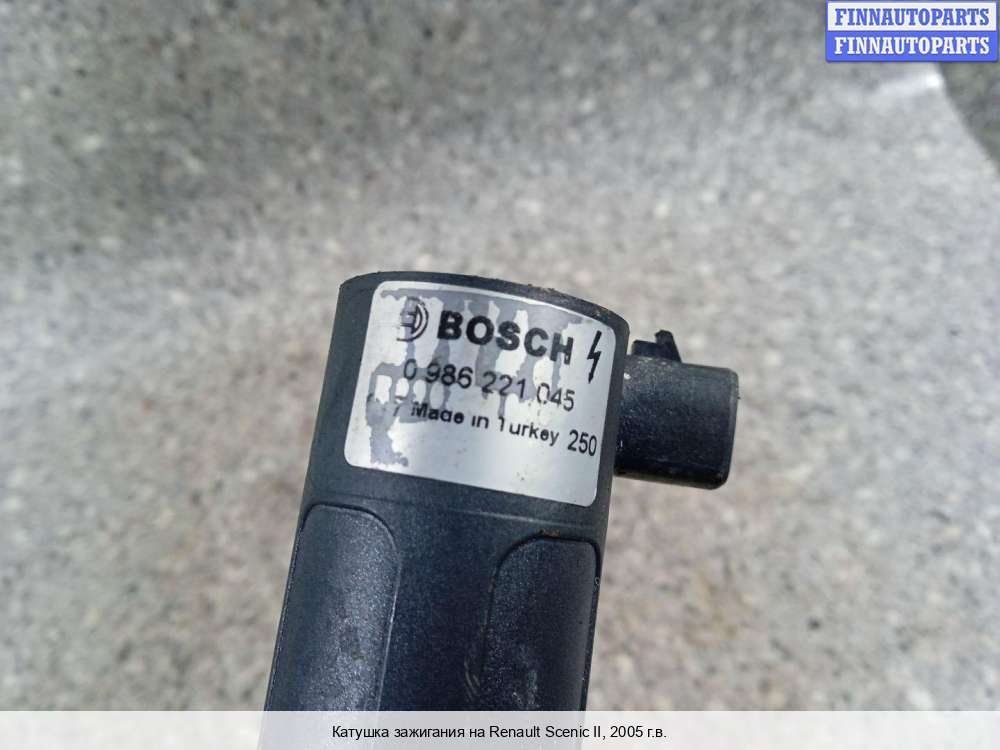 FINNAUTOPARTS
FINNAUTOPARTS
BOSCH
0 986 221 045
Made in Turkey 250
Катушка зажигания на Renault Scenic II, 2005 г.в.